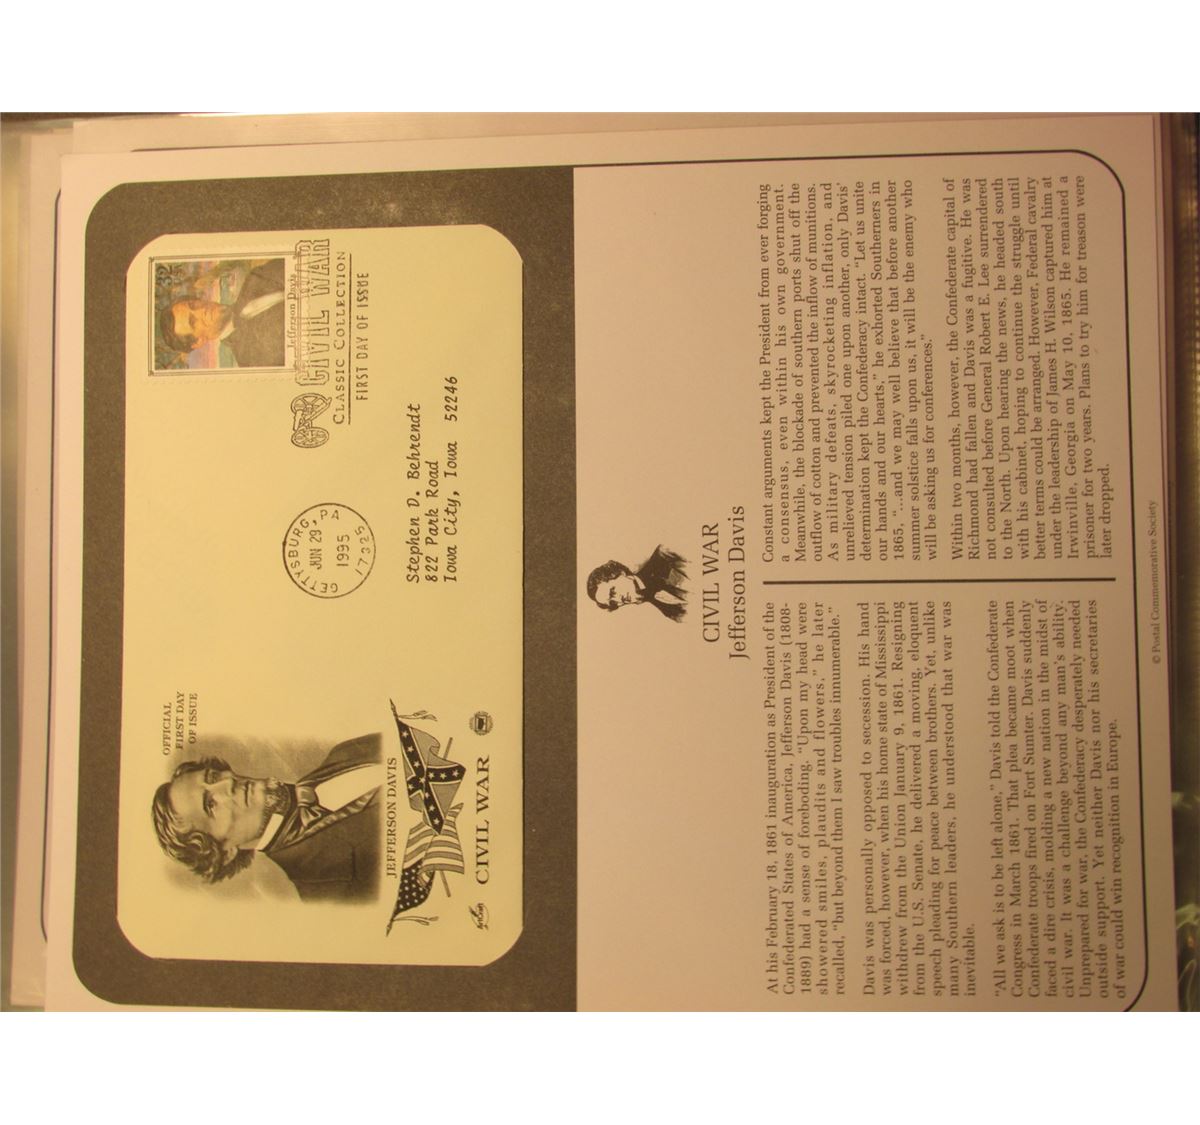 OFFICIAL
FIRST DAY
OF ISSUE
JEFFERSON DAVIS
CIVIL WAR
ArtCraft
GETTYSBURG, PA
JUN 29
1995
17325
32
Jefferson Davis
CIVIL WAR
CLASSIC COLLECTION
FIRST DAY OF ISSUE
Stephen D. Behrendt
822 Park Road
Iowa City, Iowa 52246
CIVIL WAR
Jefferson Davis
At his February 18, 1861 inauguration as President of the
Confederated States of America, Jefferson Davis (1808-
1889) had a sense of foreboding. “Upon my head were
showered smiles, plaudits and flowers,” he later
recalled, “but beyond them I saw troubles innumerable.”
Davis was personally opposed to secession. His hand
was forced, however, when his home state of Mississippi
withdrew from the Union January 9, 1861. Resigning
from the U.S. Senate, he delivered a moving, eloquent
speech pleading for peace between brothers. Yet, unlike
many Southern leaders, he understood that war was
inevitable.
“All we ask is to be left alone,” Davis told the Confederate
Congress in March 1861. That plea became moot when
Confederate troops fired on Fort Sumter. Davis suddenly
faced a dire crisis, molding a new nation in the midst of
civil war. It was a challenge beyond any man’s ability.
Unprepared for war, the Confederacy desperately needed
outside support. Yet neither Davis nor his secretaries
of war could win recognition in Europe.
Constant arguments kept the President from ever forging
a consensus, even within his own government.
Meanwhile, the blockade of southern ports shut off the
outflow of cotton and prevented the inflow of munitions.
As military defeats, skyrocketing inflation, and
unrelieved tension piled one upon another, only Davis’
determination kept the Confederacy intact. “Let us unite
our hands and our hearts,” he exhorted Southerners in
1865, “...and we may well believe that before another
summer solstice falls upon us, it will be the enemy who
will be asking us for conferences.”
Within two months, however, the Confederate capital of
Richmond had fallen and Davis was a fugitive. He was
not consulted before General Robert E. Lee surrendered
to the North. Upon hearing the news, he headed south
with his cabinet, hoping to continue the struggle until
better terms could be arranged. However, Federal cavalry
under the leadership of James H. Wilson captured him at
Irwinville, Georgia on May 10, 1865. He remained a
prisoner for two years. Plans to try him for treason were
later dropped.
© Postal Commemorative Society